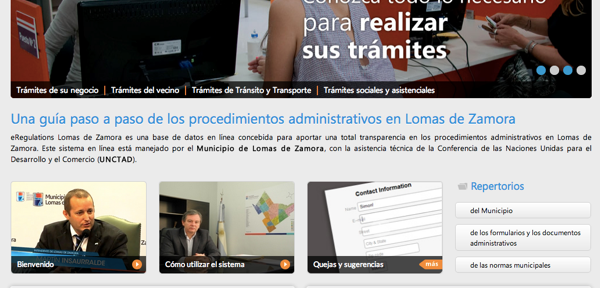 Conozca todo lo necesario
para realizar
sus trámites
Trámites de su negocio | Trámites del vecino | Trámites de Tránsito y Transporte | Trámites sociales y asistenciales
Una guía paso a paso de los procedimientos administrativos en Lomas de Zamora
eRegulations Lomas de Zamora es una base de datos en línea concebida para aportar una total transparencia en los procedimientos administrativos en Lomas de
Zamora. Este sistema en línea está manejado por el Municipio de Lomas de Zamora, con la asistencia técnica de la Conferencia de las Naciones Unidas para el
Desarrollo y el Comercio (UNCTAD).
Municipio
Lomas de
INSAURRALDE
Bienvenido
Cómo utilizar el sistema
Contact Information
Name
Street
City & State
Quejas y sugerencias
más
Repertorios
del Municipio
de los formularios y los documentos
administrativos
de las normas municipales